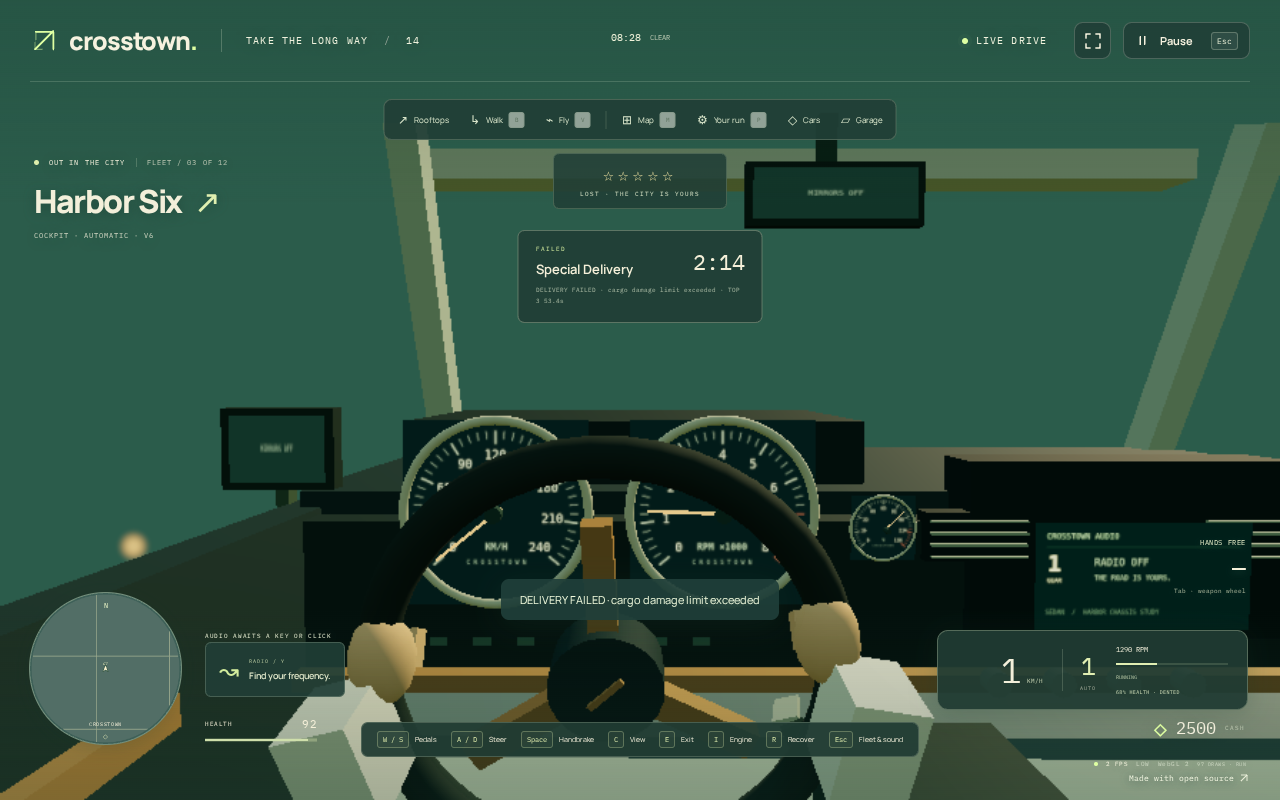 crosstown.
TAKE THE LONG WAY / 14
08:28 CLEAR
LIVE DRIVE
Pause Esc
Rooftops Walk Fly Map Your run Cars Garage
OUT IN THE CITY FLEET / 03 OF 12
Harbor Six ↗
COCKPIT · AUTOMATIC · V6
☆☆☆☆☆
LOST · THE CITY IS YOURS
MIRRORS OFF
FAILED
Special Delivery 2:14
DELIVERY FAILED · cargo damage limit exceeded · TOP
3 53.4s
90 120
180
210
240
KM/H
CROSSTOWN
4
5
1
0
RPM ×1000
CROSSTOWN
CROSSTOWN AUDIO
HANDS FREE
1
GEAR
RADIO OFF
THE ROAD IS YOURS.
Tab · weapon wheel
SEDAN / HARBOR CHASSIS STUDY
DELIVERY FAILED · cargo damage limit exceeded
N
CROSSTOWN
AUDIO AWAITS A KEY OR CLICK
RADIO / Y
Find your frequency.
HEALTH 92
1 KM/H
1
AUTO
1290 RPM
RUNNING
68% HEALTH · DENTED
W / S Pedals A / D Steer Space Handbrake C View E Exit I Engine R Recover Esc Fleet & sound
2500 CASH
Made with open source ↗